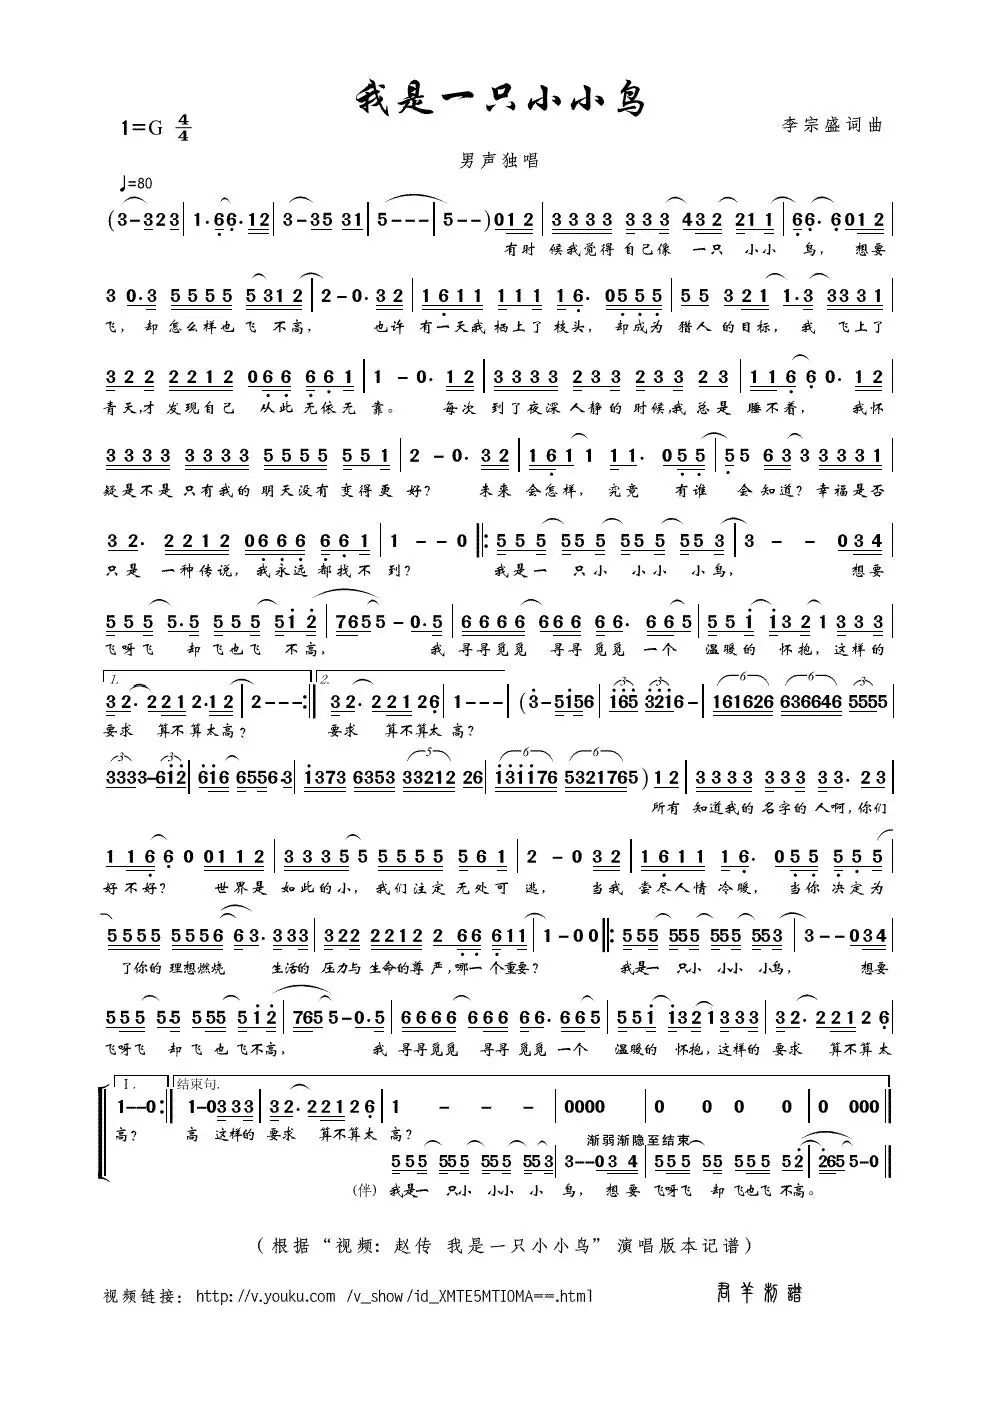 我是一只小小鸟
1=G 4/4
李宗盛词曲
男声独唱
♩=80
(3-323|1·66·12|3-35 31|5---|5--)012|3333 333 432 211|66·6012|
有时 候我觉得 自己像 一只 小小 鸟， 想要
3 0·3 5555 5312|2-0·32|1611 111 16· 0555|55 321 1·3 3331|
飞， 却 怎么样也 飞 不高， 也许 有一天我 栖上了 枝头， 却成为 猎人 的目标， 我 飞上了
322 2212 066 661|1-0·12|3333 233 233 23|1166 0·12|
青天,才 发现自己 从此 无依无 靠。 每次 到了夜深 人静的 时候,我 总是 睡不着， 我怀
3333 3333 5555 551|2-0·32|1611 11· 055|55 633 3331|
疑是不是 只有我的 明天没有 变得更 好？ 未来 会怎样， 究竟 有谁 会 知道？ 幸福是否
32· 2212 0666 661|1--0|:555 555 555 553|3--034|
只是 一种传说， 我永远 都找不 到？ 我是一 只小 小小 小鸟， 想要
555 5·5 555 512|7655-0·5|6666 666 66· 665|551 1321333|
飞呀飞 却飞也飞 不高， 我 寻寻觅觅 寻寻 觅觅 一个 温暖的 怀抱，这样的
1. 2.
32· 221 2·12|2---:|32· 221 26|1---|(3-5156|165 3216-|161626 636646 5555|
要求 算不算太高？ 要求 算不算太 高？
3333-612|616 6556·3|1373 6353 33212 26|131176 5321765)12|3333 333 33· 23|
所有 知道我的 名字的 人啊，你们
1166 0 0112|3335 5555 561|2-032|1611 16· 055 555|
好不好？ 世界是 如此的小，我们注定 无处可 逃， 当我 尝尽人情 冷暖， 当你 决定为
5555 5556 63· 333|322 2212 2 66 611|1-00|:555 555 555 553|3--034|
了你的 理想燃烧 生活的 压力与 生命的尊 严，哪一 个重要？ 我是一 只小 小小 小鸟， 想要
555 55 555 512|7655-0·5|6666 666 66· 665|551 1321333|32· 22126|
飞呀飞 却飞 也 飞不高， 我 寻寻觅觅 寻寻 觅觅 一个 温暖的 怀抱，这样的 要求 算不算太
I. 结束句.
1--0:|1-0333|32·22126|1 - - -|0000|0 0 0 0|0 000|
高？ 高 这样的 要求 算不算太 高？
渐弱渐隐至结束
555 555 555 553|3--034|555 55 555 52|2655-0|
(伴) 我是一 只小 小小 小 鸟， 想要 飞呀飞 却飞也飞 不高。
(根据“视频：赵传 我是一只小小鸟”演唱版本记谱)
视频链接：http://v.youku.com /v_show/id_XMTE5MTI0MA==.html
君羊制谱